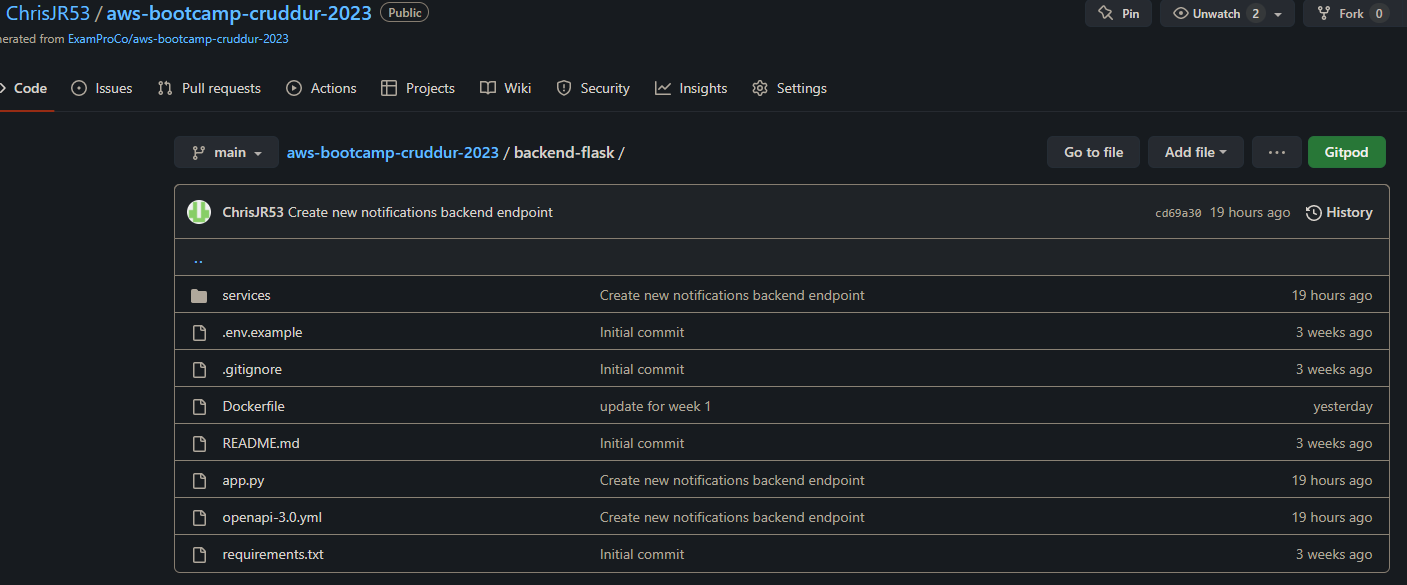 ChrisJR53 / aws-bootcamp-cruddur-2023 Public Pin Unwatch 2 Fork 0
nerated from ExamProCo/aws-bootcamp-cruddur-2023
Code Issues Pull requests Actions Projects Wiki Security Insights Settings
main aws-bootcamp-cruddur-2023 / backend-flask / Go to file Add file ... Gitpod
ChrisJR53 Create new notifications backend endpoint cd69a30 19 hours ago History
..
services Create new notifications backend endpoint 19 hours ago
.env.example Initial commit 3 weeks ago
.gitignore Initial commit 3 weeks ago
Dockerfile update for week 1 yesterday
README.md Initial commit 3 weeks ago
app.py Create new notifications backend endpoint 19 hours ago
openapi-3.0.yml Create new notifications backend endpoint 19 hours ago
requirements.txt Initial commit 3 weeks ago